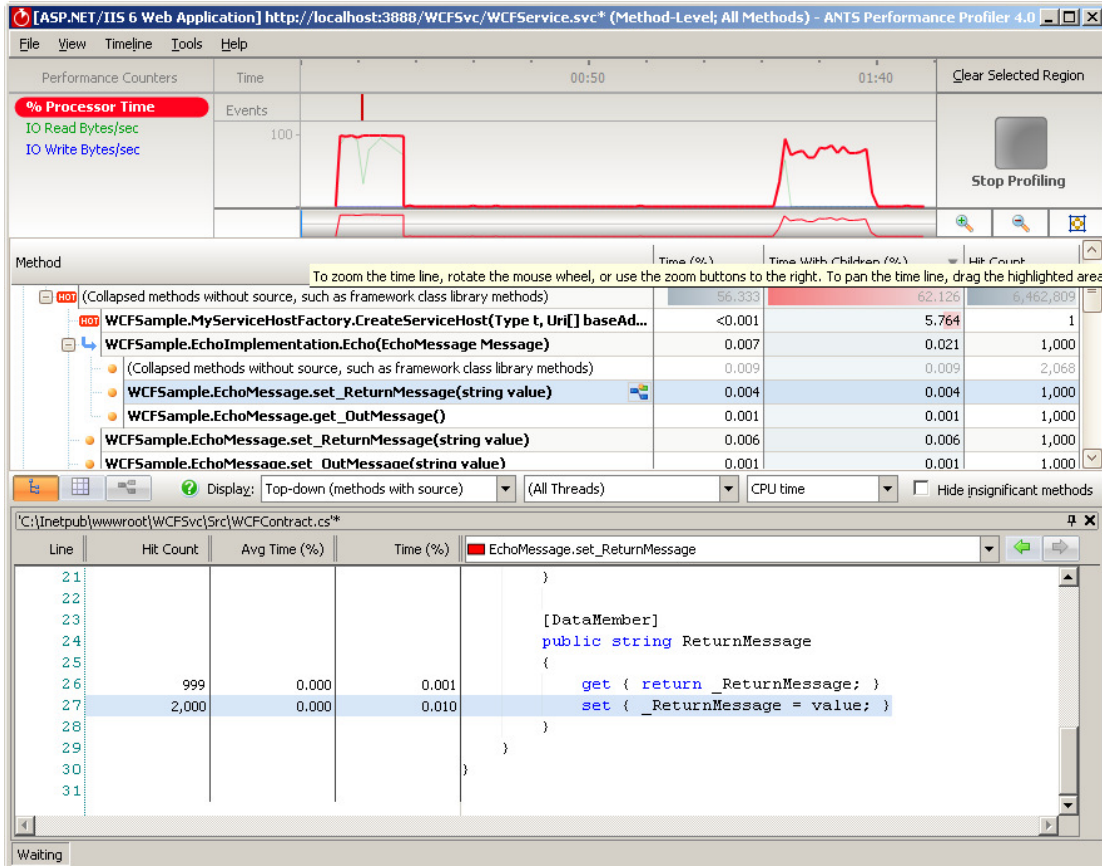 [ASP.NET/IIS 6 Web Application] http://localhost:3888/WCFSvc/WCFService.svc* (Method-Level; All Methods) - ANTS Performance Profiler 4.0
File View Timeline Tools Help
Performance Counters Time 00:50 01:40 Clear Selected Region
% Processor Time Events
IO Read Bytes/sec 100
IO Write Bytes/sec
Stop Profiling
Method Time (%) Time With Children (%) Hit Count
To zoom the time line, rotate the mouse wheel, or use the zoom buttons to the right. To pan the time line, drag the highlighted area
HOT (Collapsed methods without source, such as framework class library methods) 56.333 62.126 6,462,809
HOT WCFSample.MyServiceHostFactory.CreateServiceHost(Type t, Uri[] baseAd... <0.001 5.764 1
WCFSample.EchoImplementation.Echo(EchoMessage Message) 0.007 0.021 1,000
(Collapsed methods without source, such as framework class library methods) 0.009 0.009 2,068
WCFSample.EchoMessage.set_ReturnMessage(string value) 0.004 0.004 1,000
WCFSample.EchoMessage.get_OutMessage() 0.001 0.001 1,000
WCFSample.EchoMessage.set_ReturnMessage(string value) 0.006 0.006 1,000
WCFSample.EchoMessage.set_OutMessage(string value) 0.001 0.001 1,000
Display: Top-down (methods with source) (All Threads) CPU time Hide insignificant methods
'C:\Inetpub\wwwroot\WCFSvc\Src\WCFContract.cs'*
Line Hit Count Avg Time (%) Time (%) EchoMessage.set_ReturnMessage
21 }
22
23 [DataMember]
24 public string ReturnMessage
25 {
26 999 0.000 0.001 get { return _ReturnMessage; }
27 2,000 0.000 0.010 set { _ReturnMessage = value; }
28 }
29 }
30 }
31
Waiting